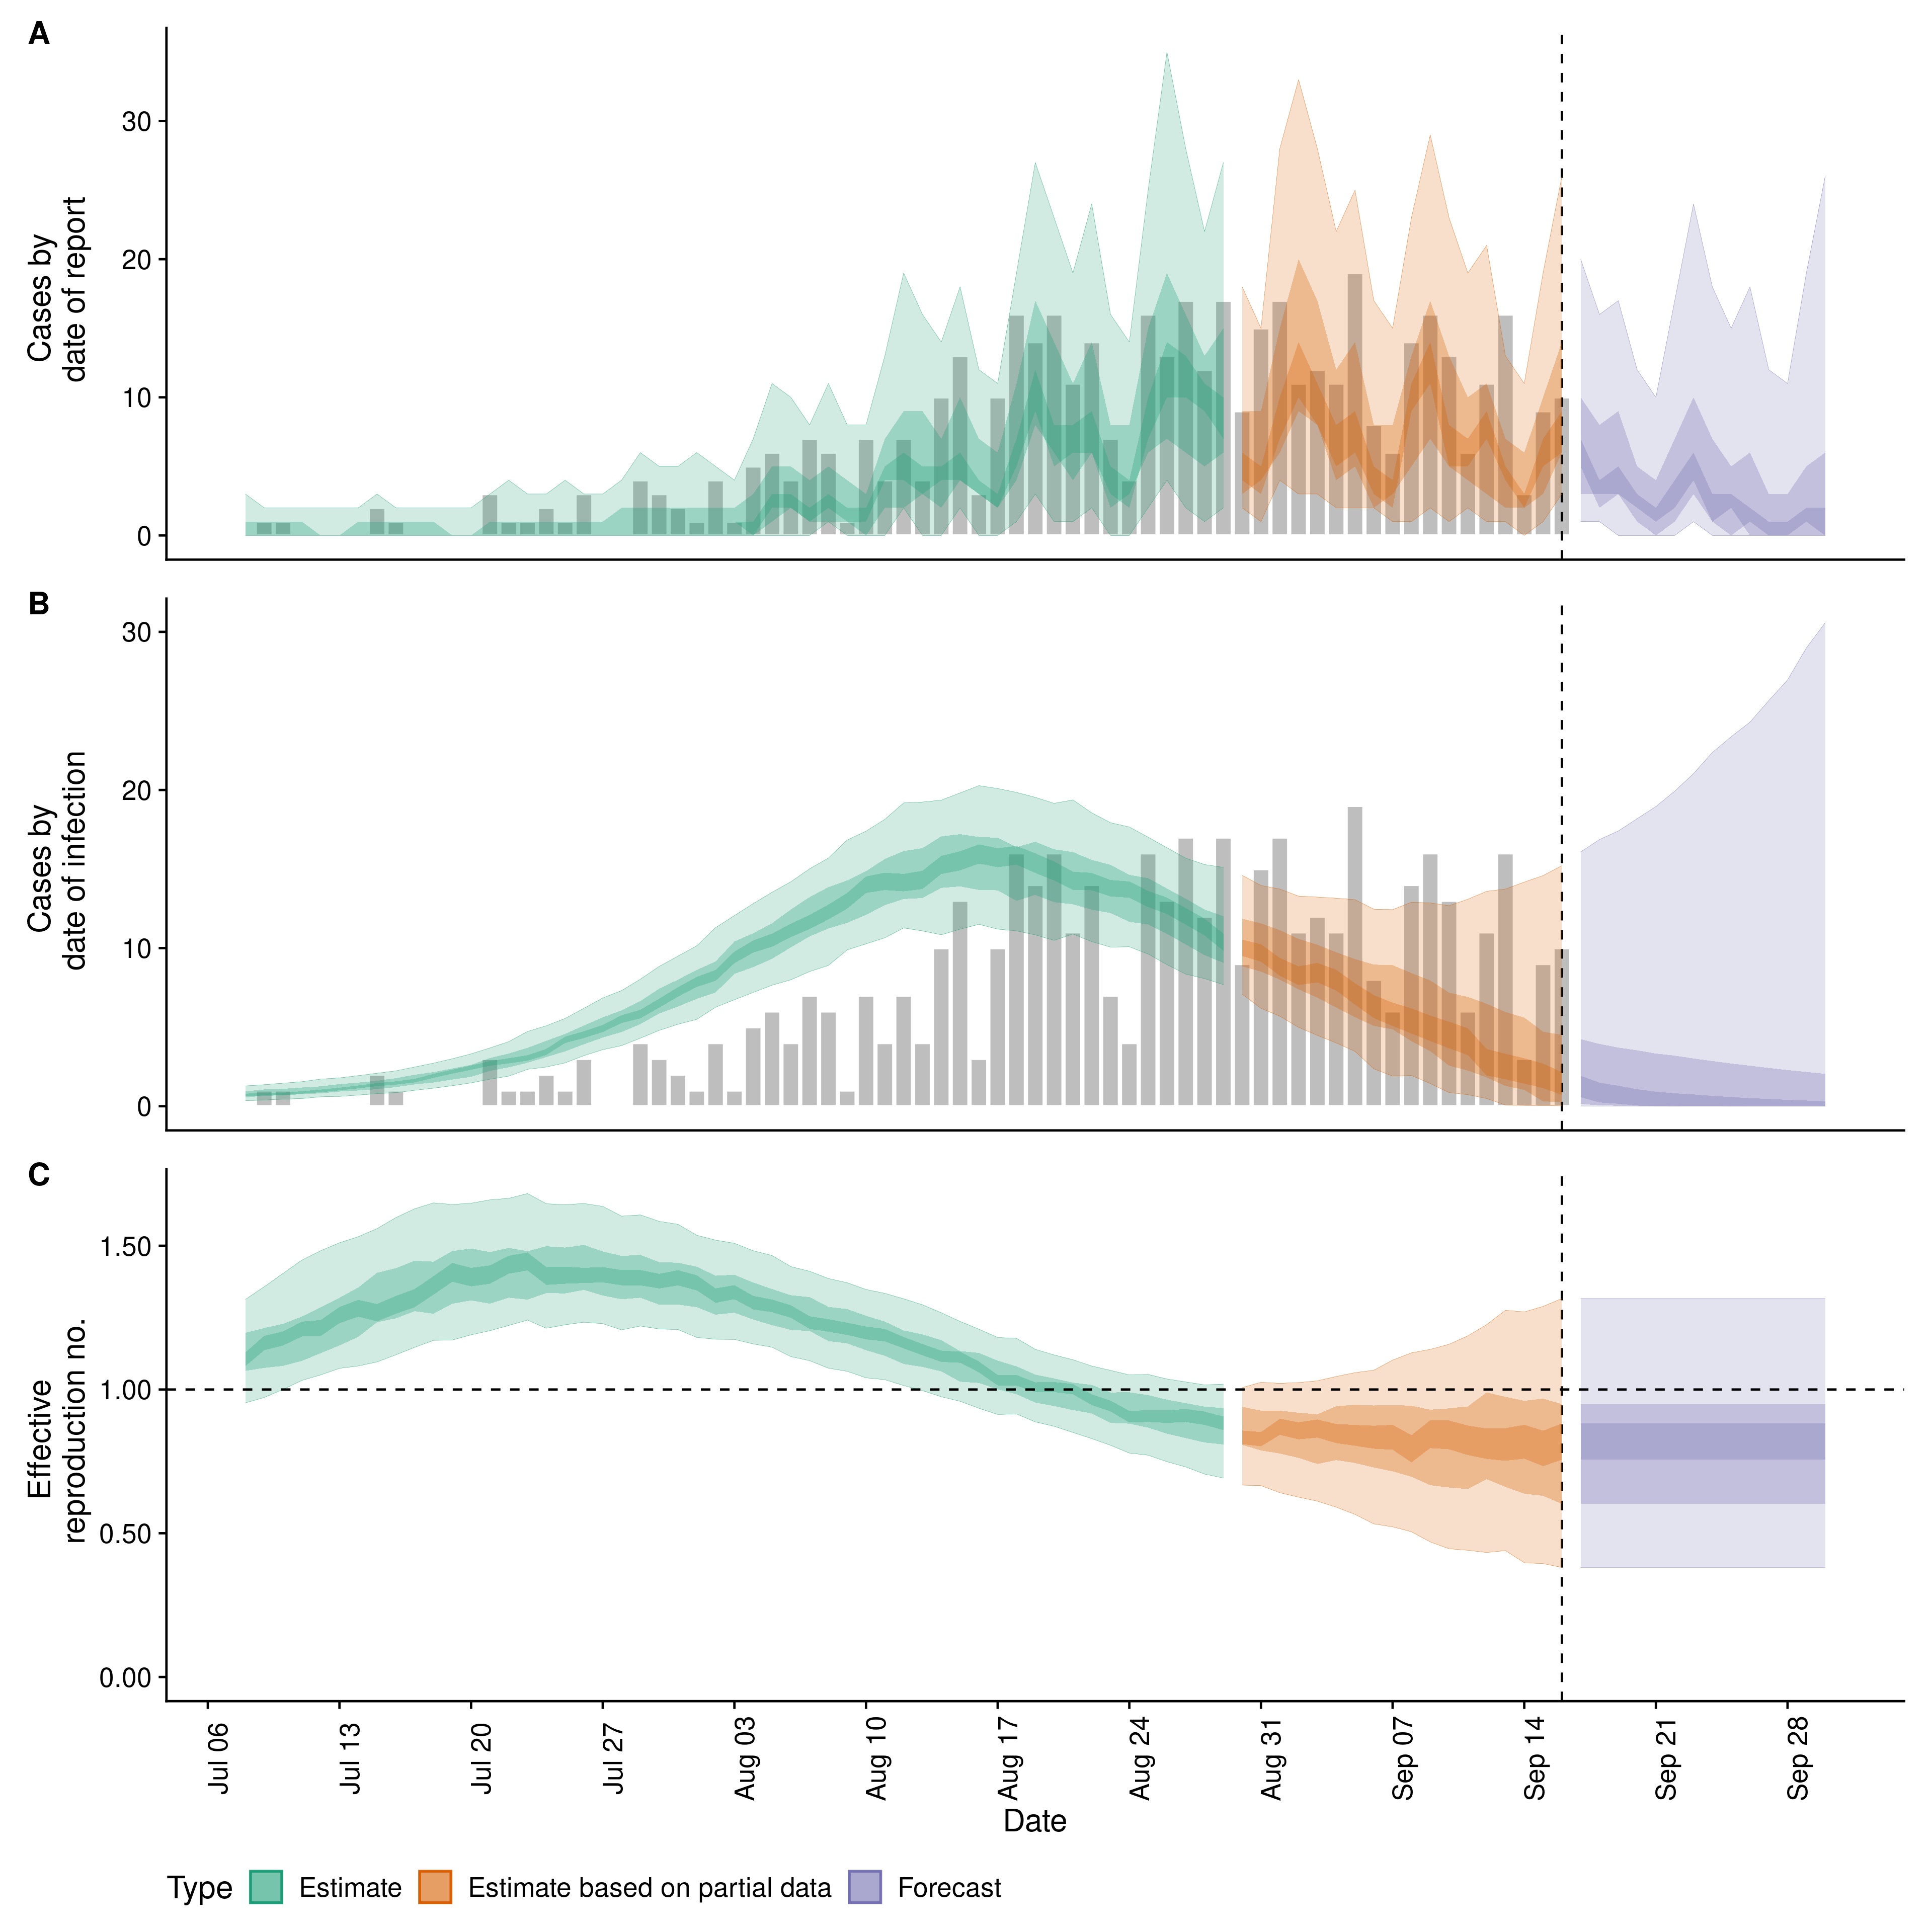 A
30
20
10
0
Cases by
date of report
B
30
20
10
0
Cases by
date of infection
C
1.50
1.00
0.50
0.00
Effective
reproduction no.
Jul 06
Jul 13
Jul 20
Jul 27
Aug 03
Aug 10
Aug 17
Aug 24
Aug 31
Sep 07
Sep 14
Sep 21
Sep 28
Date
Type
Estimate
Estimate based on partial data
Forecast